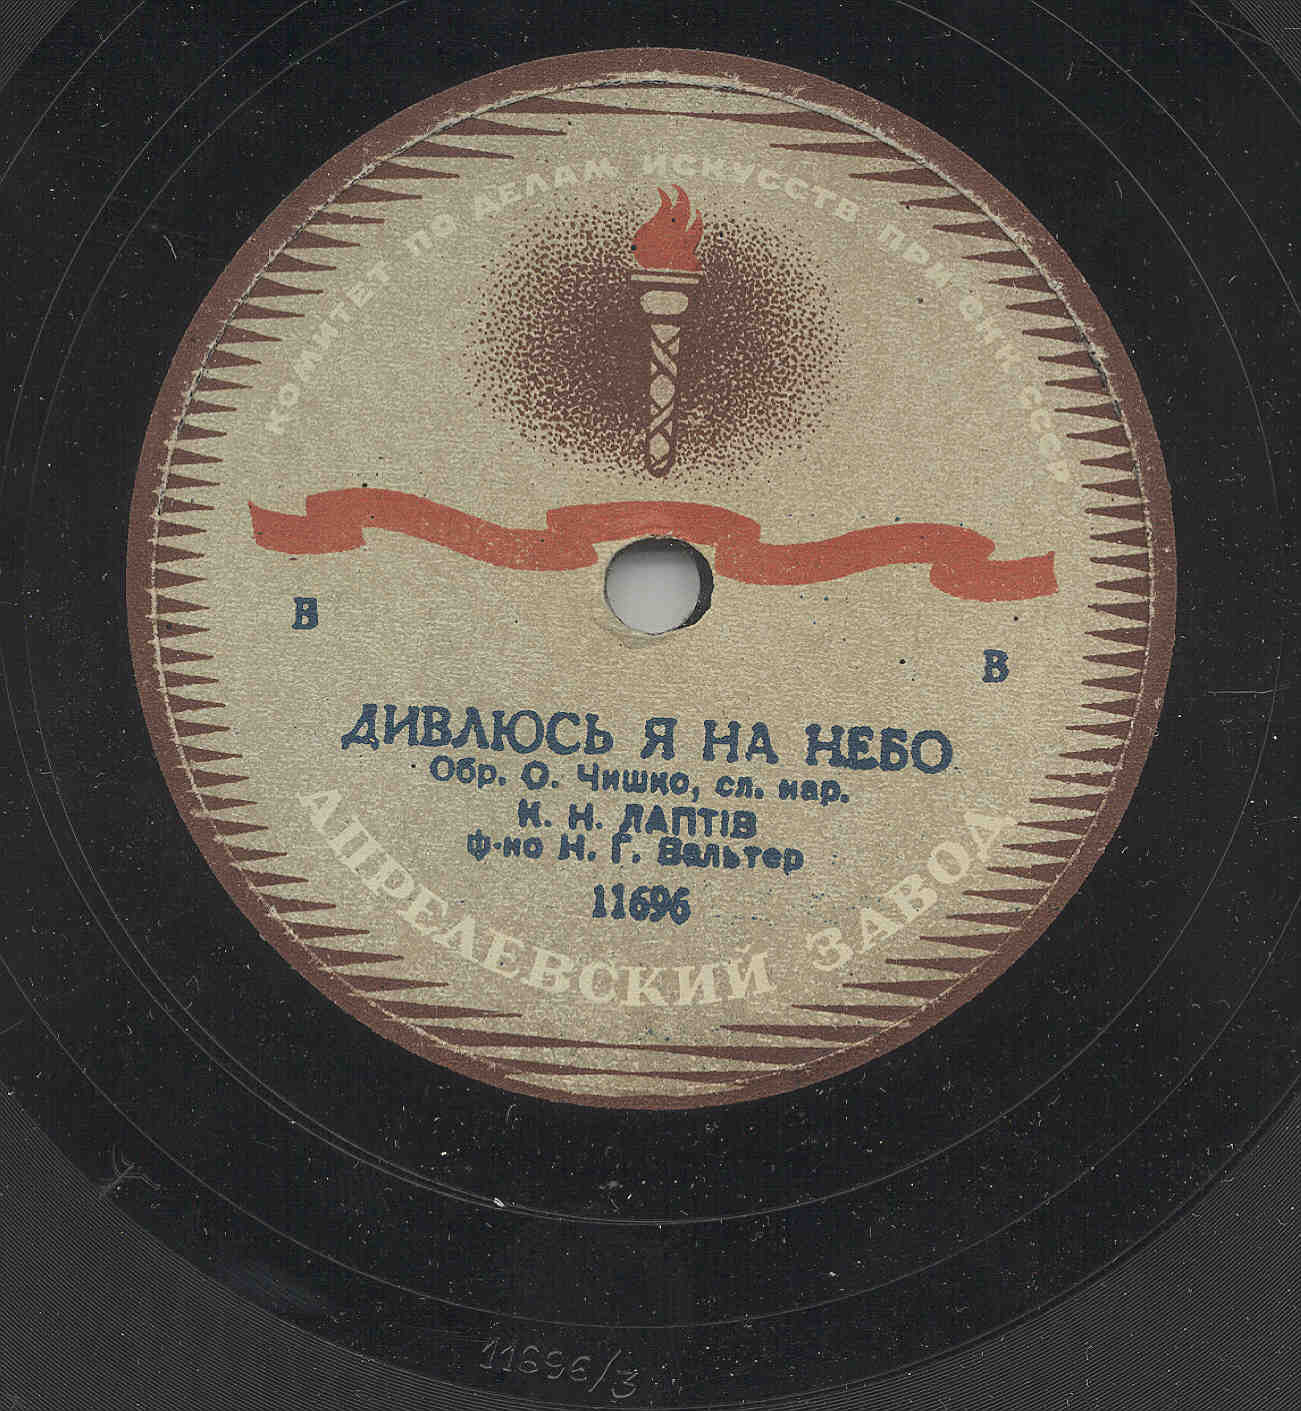 КОМИТЕТ ПО ДЕЛАМ ИСКУССТВ ПРИ СНК СССР
В
В
ДИВЛЮСЬ Я НА НЕБО
Обр. О. Чишко, сл. нар.
К. Н. ЛАПТІВ
Ф-но Н. Г. Вальтер
11696
АПРЕЛЕВСКИЙ ЗАВОД
11696/3